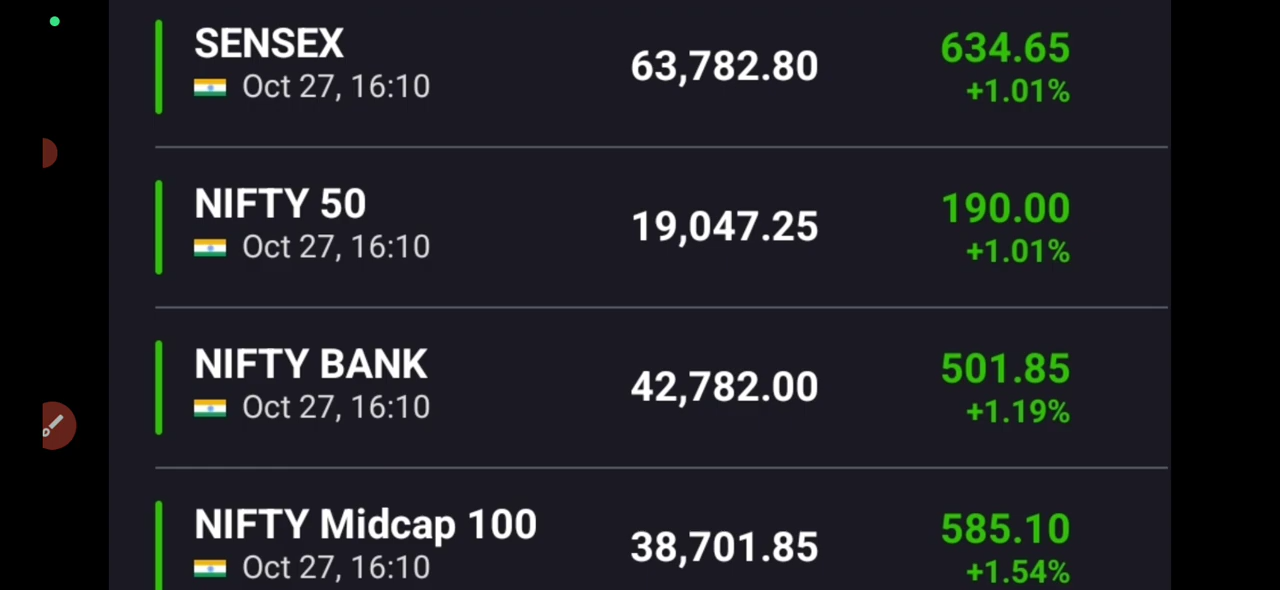 SENSEX
63,782.80
634.65
Oct 27, 16:10
+1.01%
NIFTY 50
19,047.25
190.00
Oct 27, 16:10
+1.01%
NIFTY BANK
42,782.00
501.85
Oct 27, 16:10
+1.19%
NIFTY Midcap 100
38,701.85
585.10
Oct 27, 16:10
+1.54%